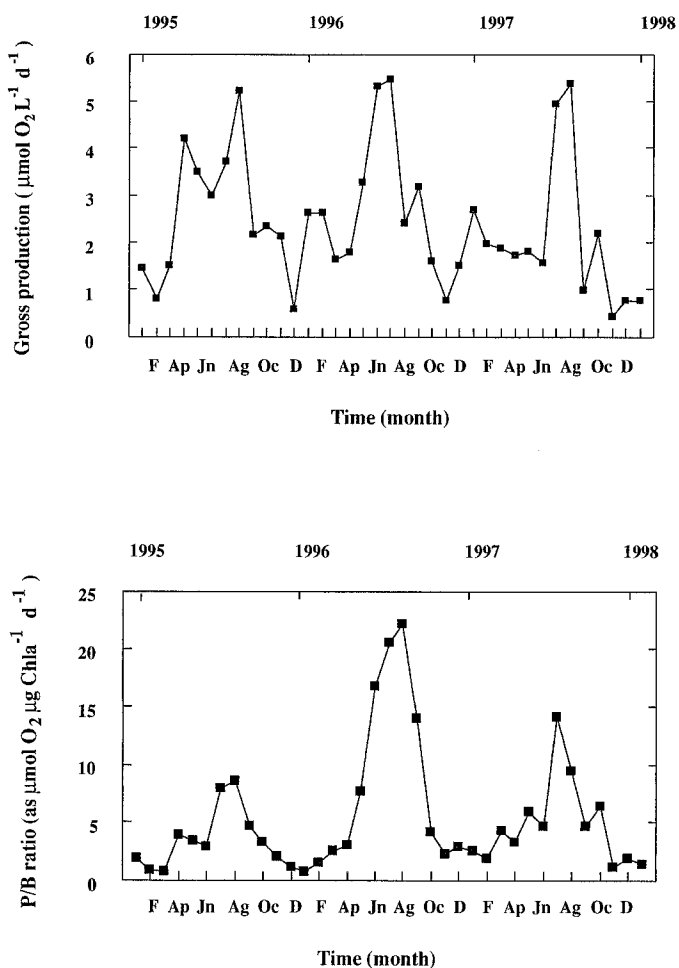 1995 1996 1997 1998
Gross production ( μmol O2 L-1 d-1 )
6
5
4
3
2
1
0
F Ap Jn Ag Oc D F Ap Jn Ag Oc D F Ap Jn Ag Oc D
Time (month)
1995 1996 1997 1998
P/B ratio (as μmol O2 μg Chla-1 d-1 )
25
20
15
10
5
0
F Ap Jn Ag Oc D F Ap Jn Ag Oc D F Ap Jn Ag Oc D
Time (month)